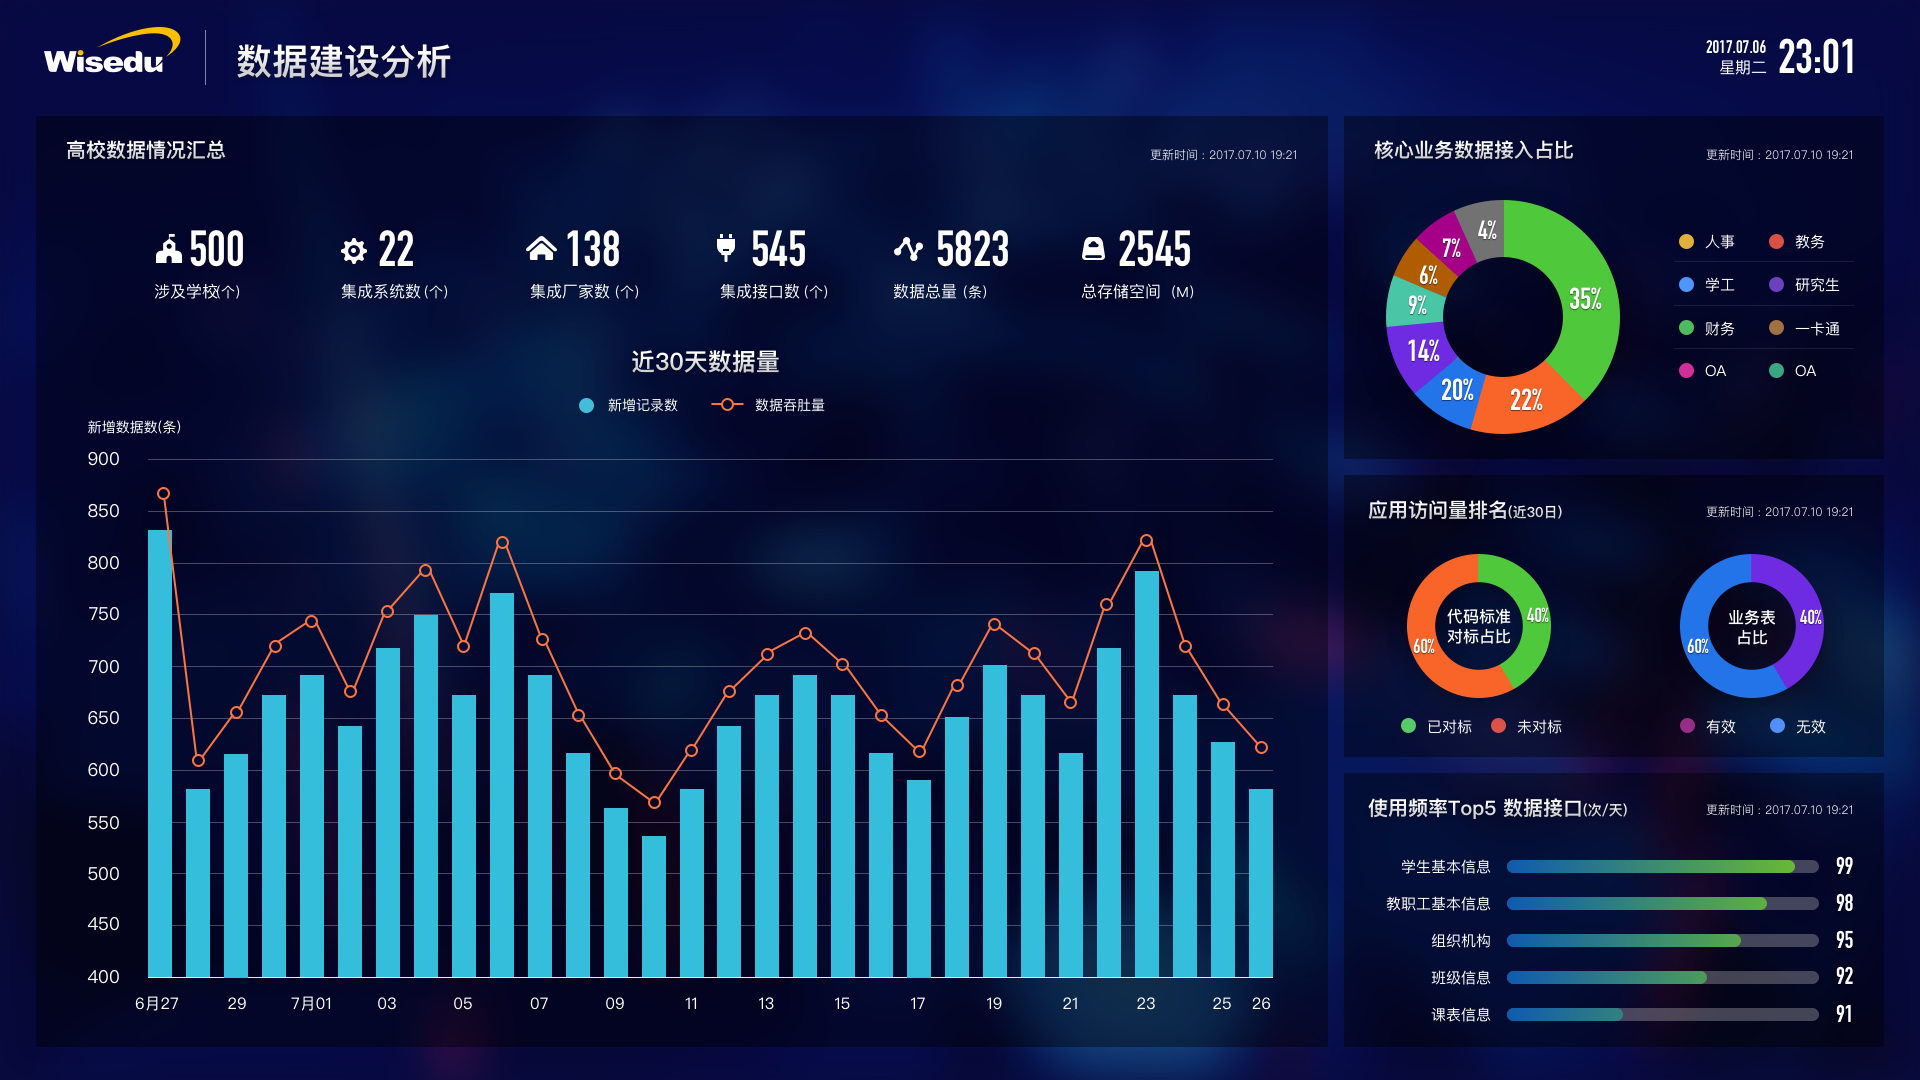 Wisedu
数据建设分析
2017.07.06
星期二
23:01
高校数据情况汇总
更新时间：2017.07.10 19:21
500
涉及学校(个)
22
集成系统数 (个)
138
集成厂家数 (个)
545
集成接口数 (个)
5823
数据总量 (条)
2545
总存储空间 (M)
近30天数据量
新增记录数
数据吞吐量
新增数据数(条)
900
850
800
750
700
650
600
550
500
450
400
6月27
29
7月01
03
05
07
09
11
13
15
17
19
21
23
25
26
核心业务数据接入占比
更新时间：2017.07.10 19:21
4%
7%
6%
9%
14%
20%
22%
35%
人事
教务
学工
研究生
财务
一卡通
OA
OA
应用访问量排名(近30日)
更新时间：2017.07.10 19:21
代码标准
对标占比
40%
60%
已对标
未对标
业务表
占比
40%
60%
有效
无效
使用频率Top5 数据接口(次/天)
更新时间：2017.07.10 19:21
学生基本信息
99
教职工基本信息
98
组织机构
95
班级信息
92
课表信息
91